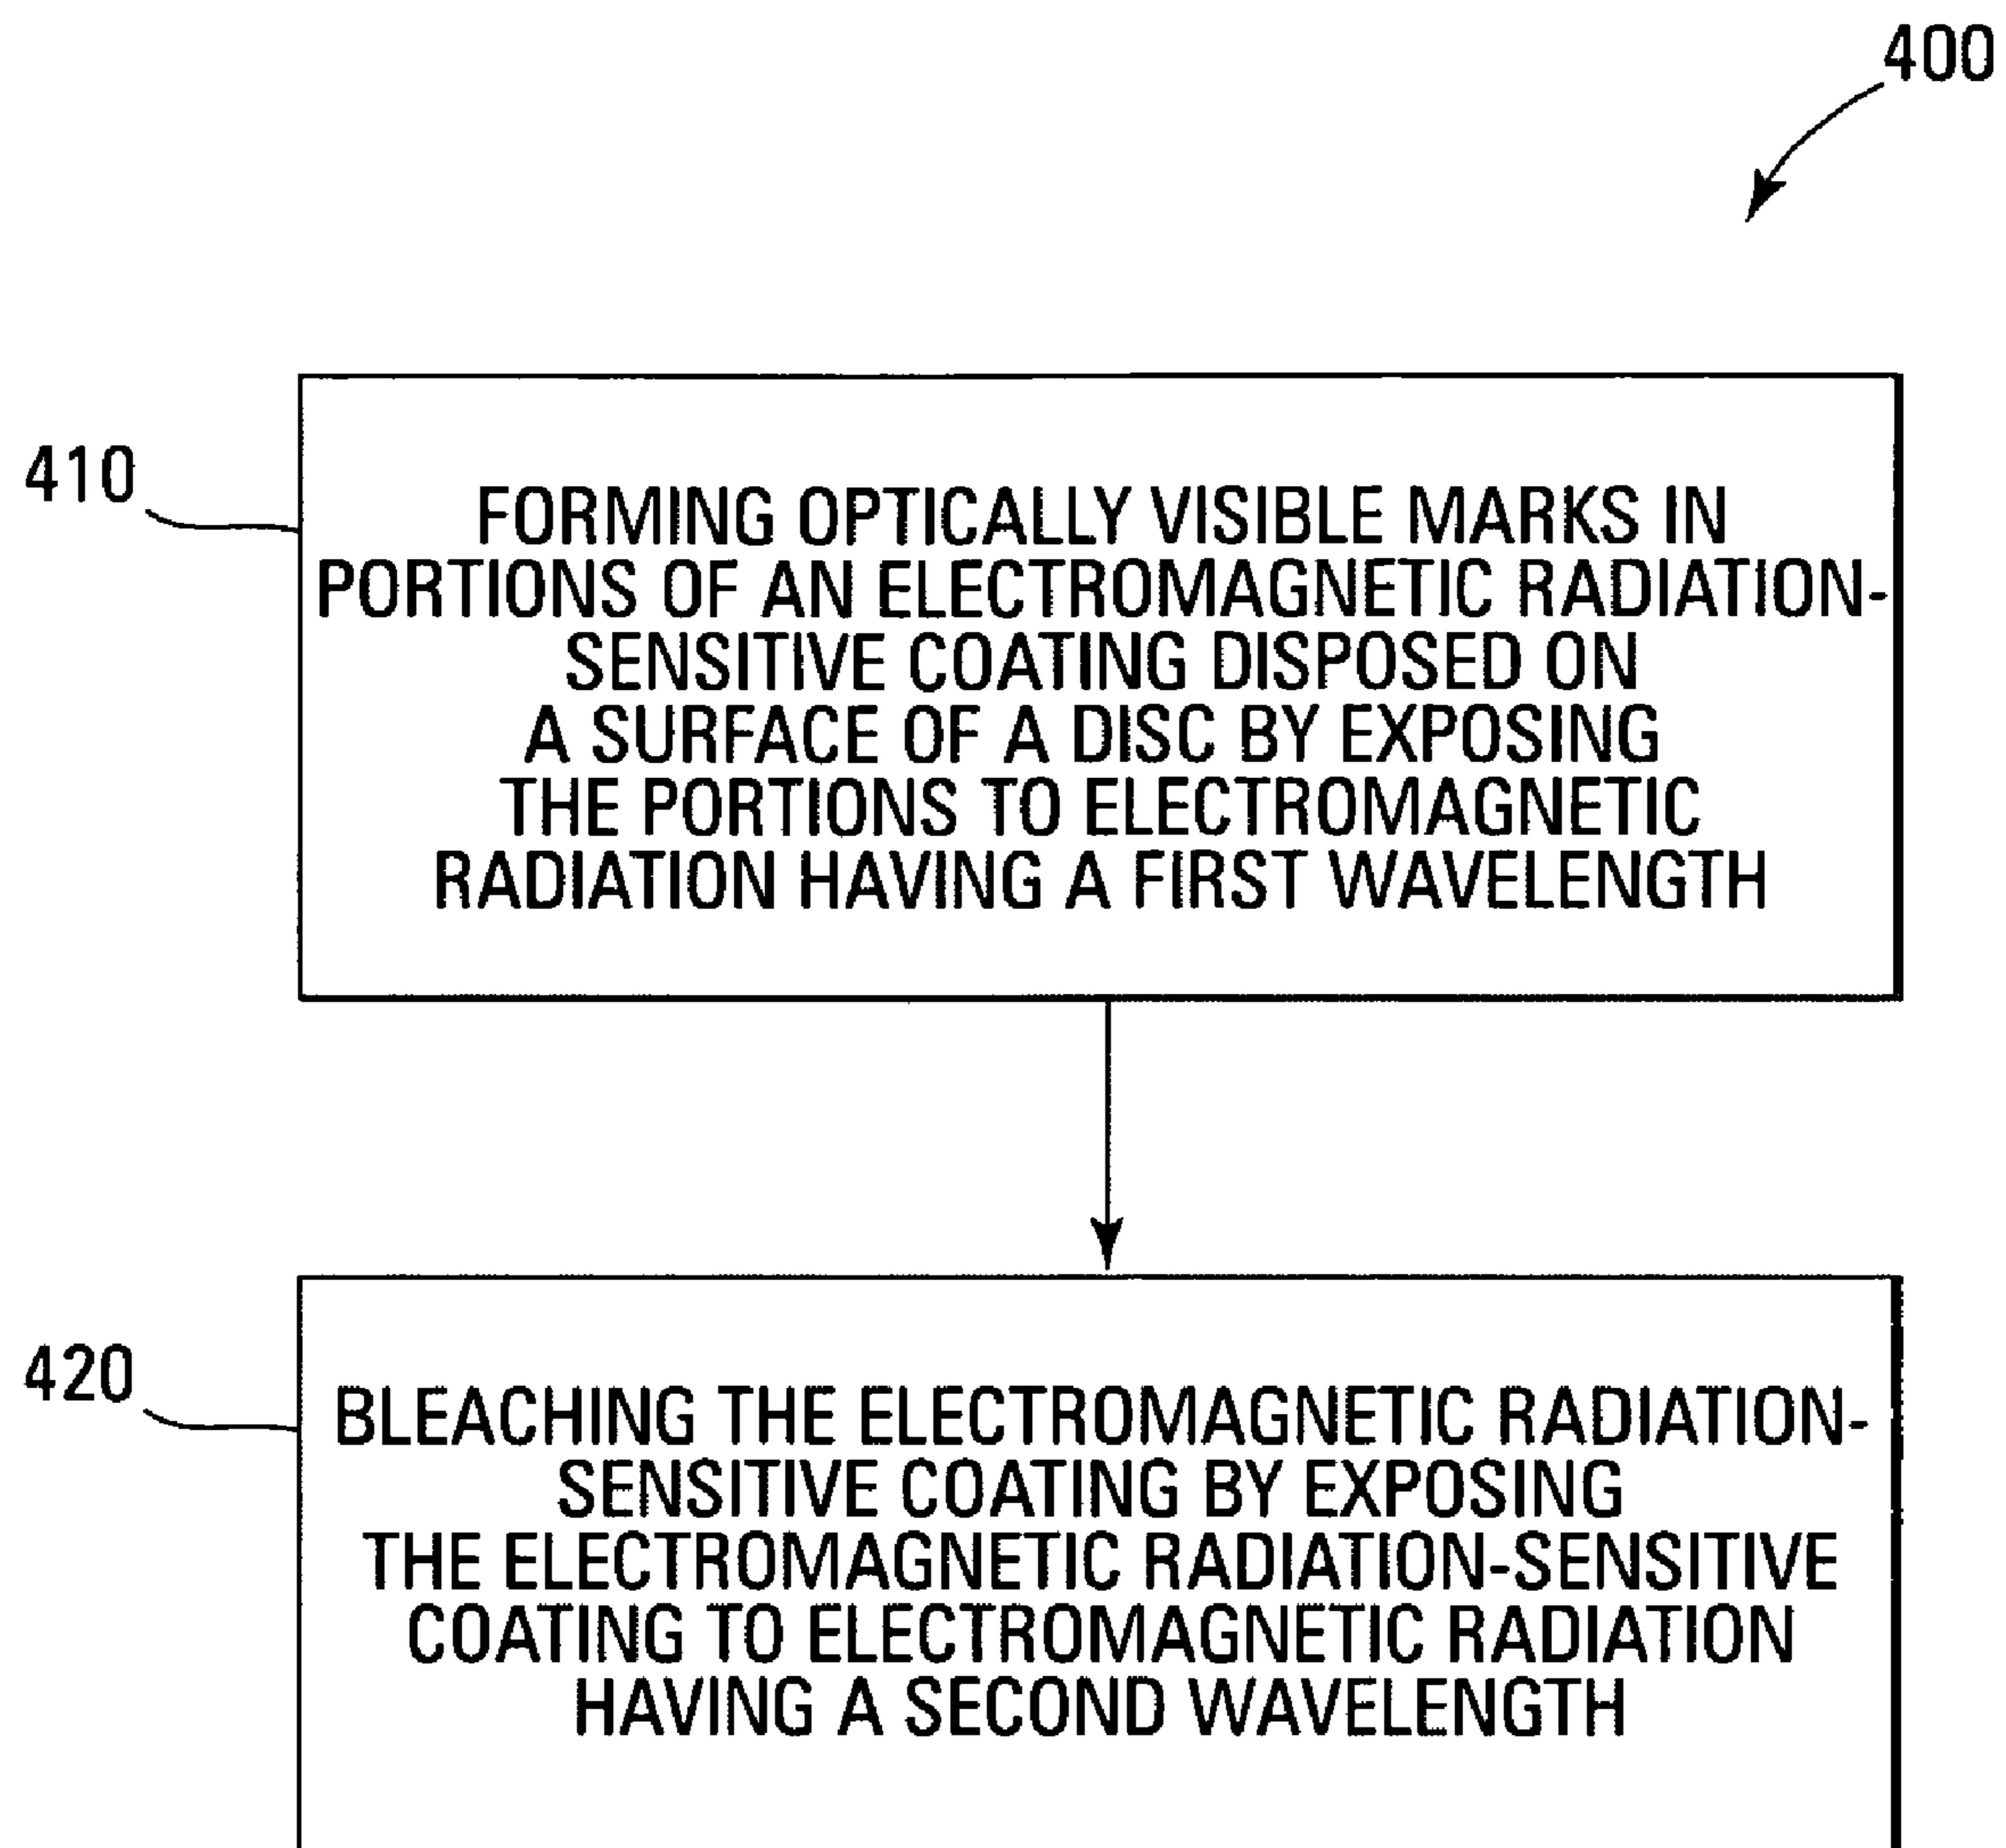 400
410
FORMING OPTICALLY VISIBLE MARKS IN
PORTIONS OF AN ELECTROMAGNETIC RADIATION-
SENSITIVE COATING DISPOSED ON
A SURFACE OF A DISC BY EXPOSING
THE PORTIONS TO ELECTROMAGNETIC
RADIATION HAVING A FIRST WAVELENGTH
420
BLEACHING THE ELECTROMAGNETIC RADIATION-
SENSITIVE COATING BY EXPOSING
THE ELECTROMAGNETIC RADIATION-SENSITIVE
COATING TO ELECTROMAGNETIC RADIATION
HAVING A SECOND WAVELENGTH